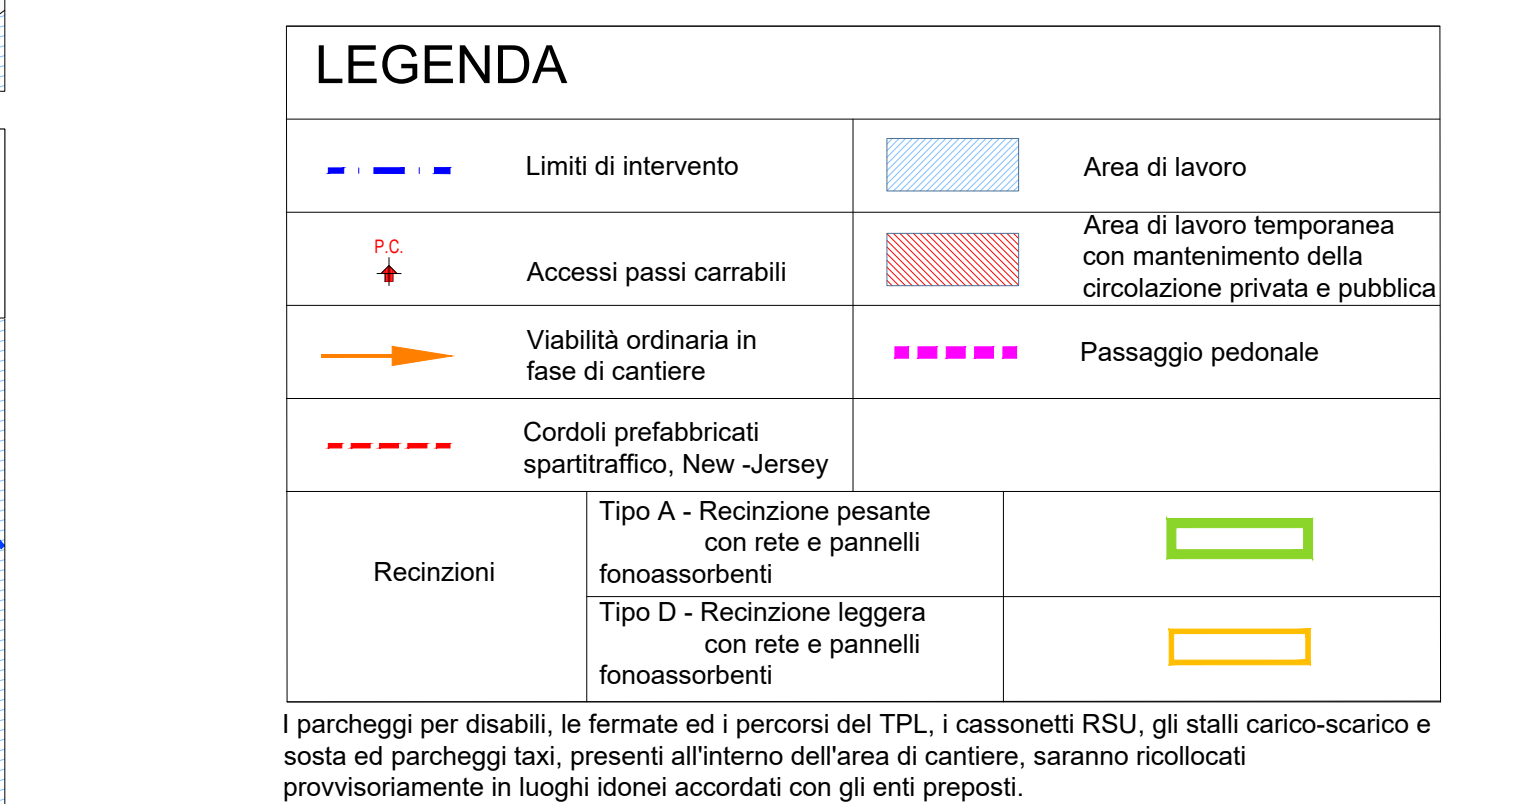 LEGENDA
Limiti di intervento
Area di lavoro
P.C.
Accessi passi carrabili
Area di lavoro temporanea
con mantenimento della
circolazione privata e pubblica
Viabilità ordinaria in
fase di cantiere
Passaggio pedonale
Cordoli prefabbricati
spartitraffico, New -Jersey
Recinzioni
Tipo A - Recinzione pesante
con rete e pannelli
fonoassorbenti
Tipo D - Recinzione leggera
con rete e pannelli
fonoassorbenti
I parcheggi per disabili, le fermate ed i percorsi del TPL, i cassonetti RSU, gli stalli carico-scarico e
sosta ed parcheggi taxi, presenti all'interno dell'area di cantiere, saranno ricollocati
provvisoriamente in luoghi idonei accordati con gli enti preposti.